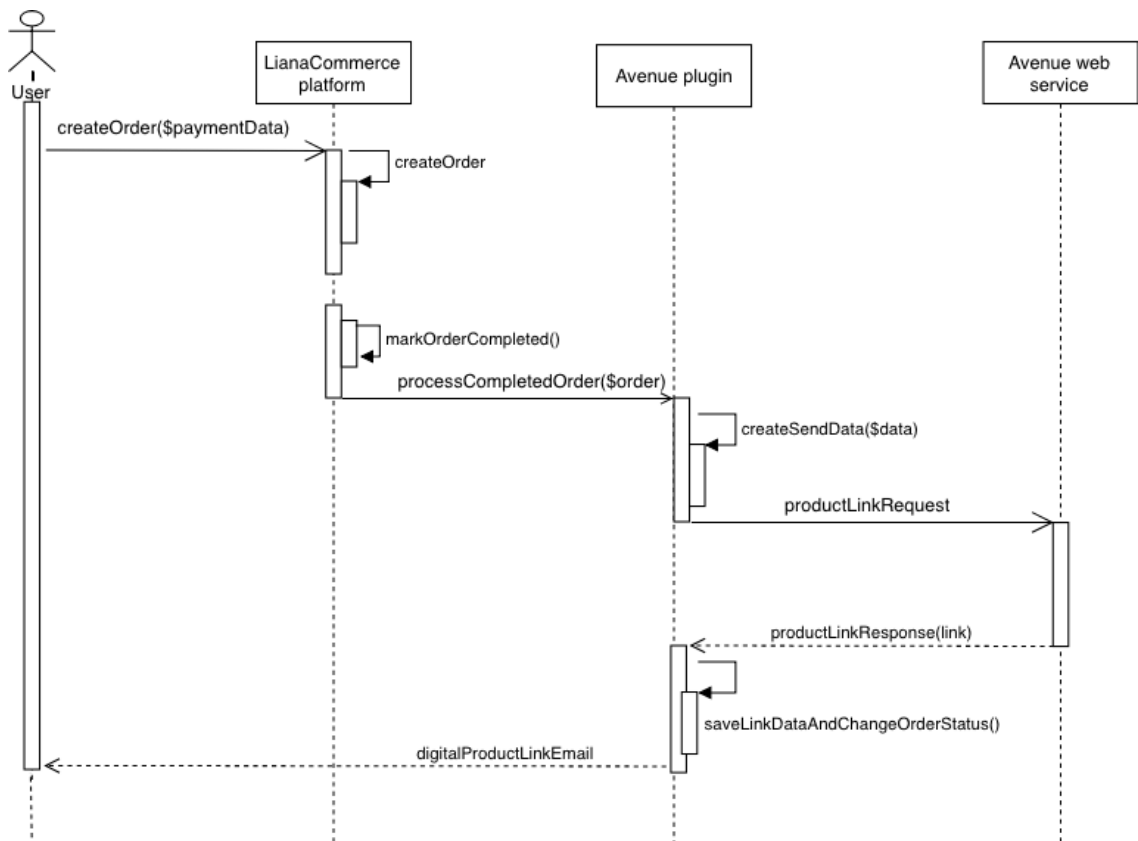 User
LianaCommerce
platform
Avenue plugin
Avenue web
service
createOrder($paymentData)
createOrder
markOrderCompleted()
processCompletedOrder($order)
createSendData($data)
productLinkRequest
productLinkResponse(link)
saveLinkDataAndChangeOrderStatus()
digitalProductLinkEmail